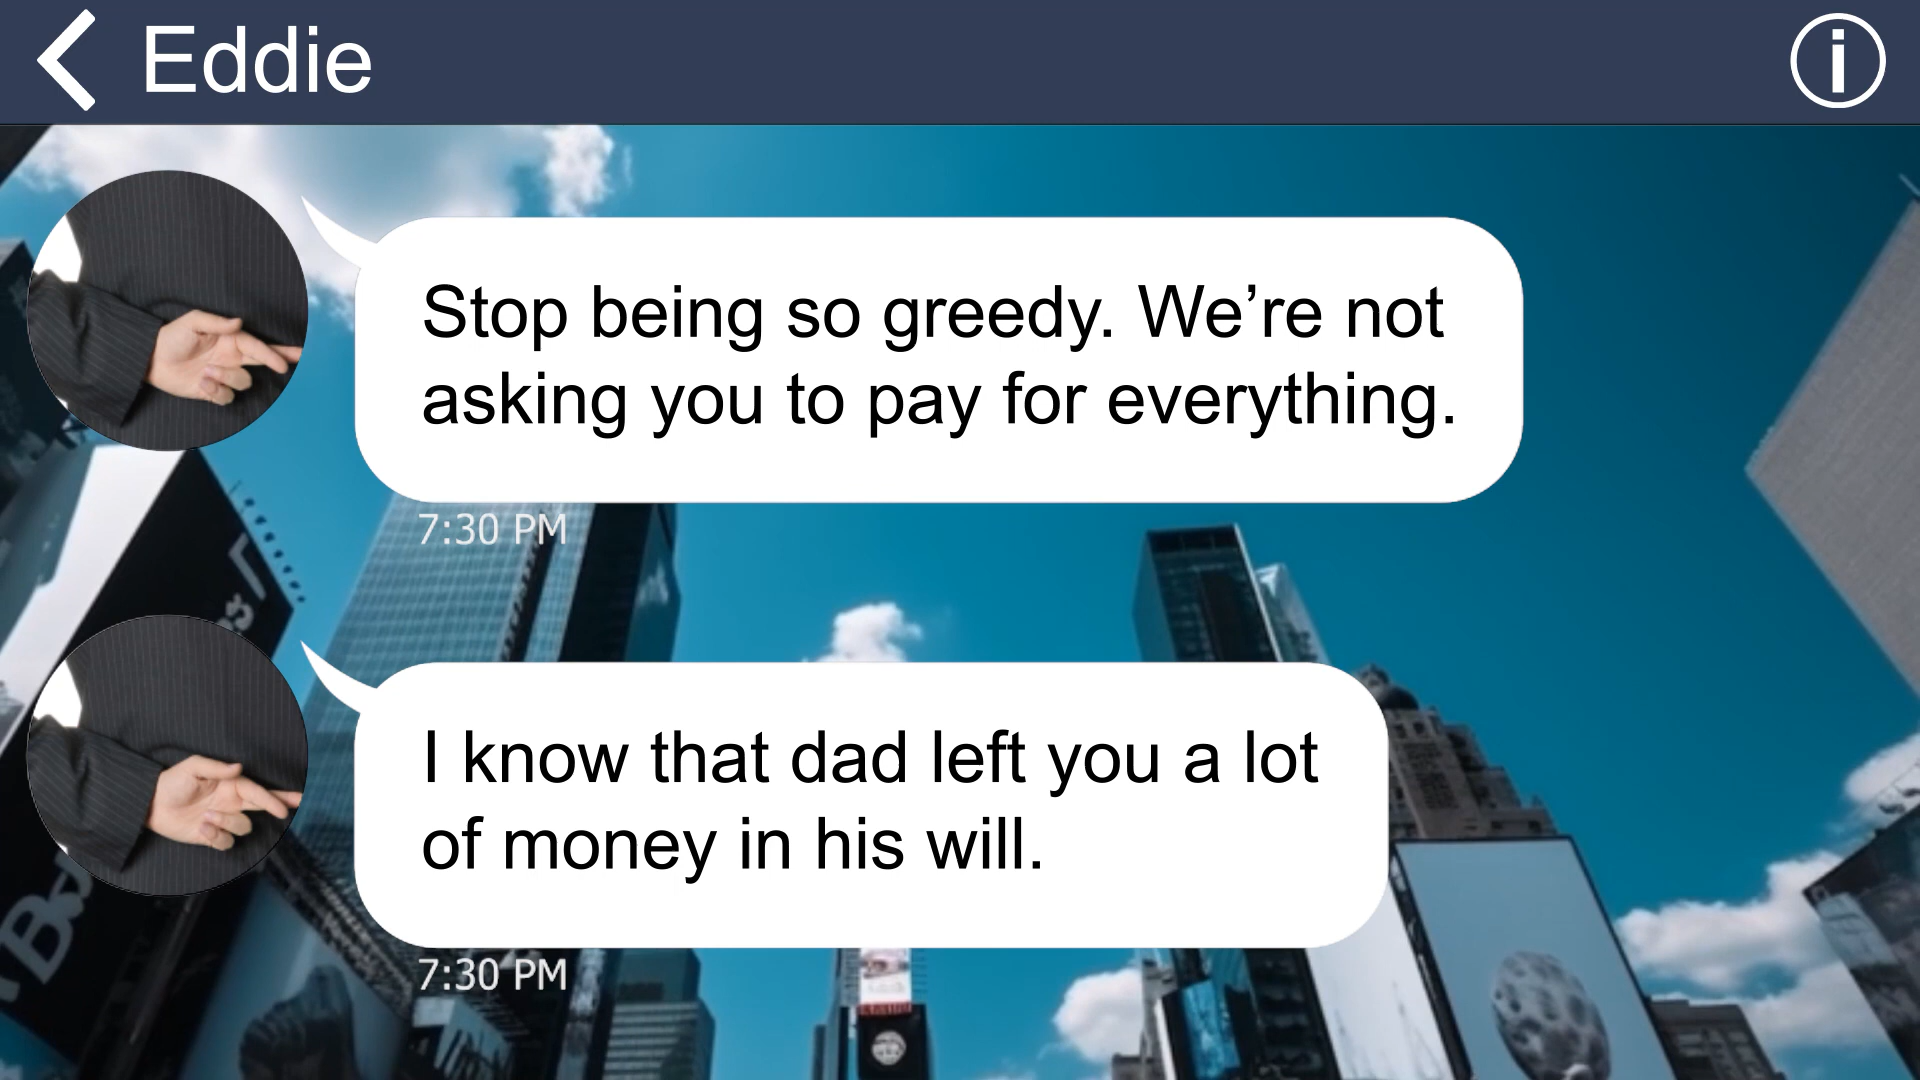 Eddie
Stop being so greedy. We’re not
asking you to pay for everything.
7:30 PM
I know that dad left you a lot
of money in his will.
7:30 PM